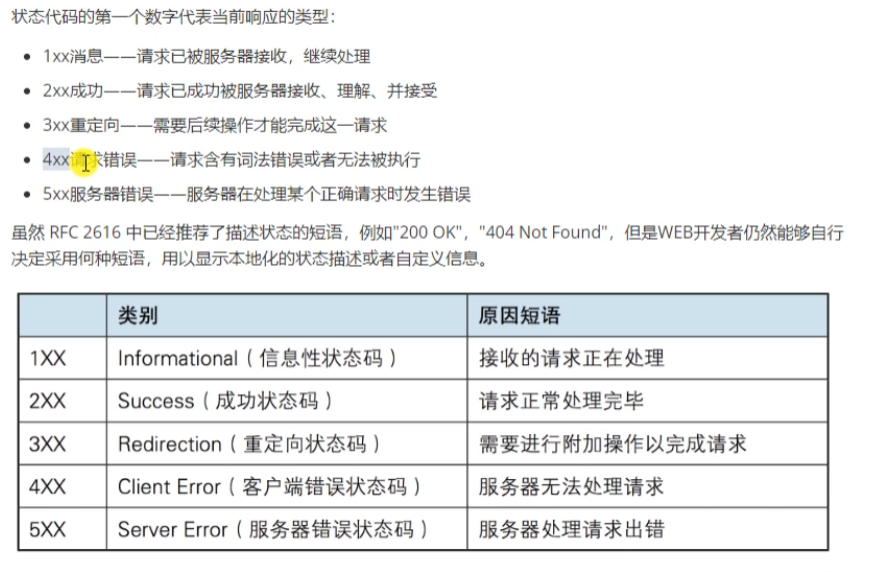 状态代码的第一个数字代表当前响应的类型：
1xx消息——请求已被服务器接收，继续处理
2xx成功——请求已成功被服务器接收、理解、并接受
3xx重定向——需要后续操作才能完成这一请求
4xx请求错误——请求含有词法错误或者无法被执行
5xx服务器错误——服务器在处理某个正确请求时发生错误
虽然 RFC 2616 中已经推荐了描述状态的短语，例如"200 OK"，"404 Not Found"，但是WEB开发者仍然能够自行
决定采用何种短语，用以显示本地化的状态描述或者自定义信息。
类别 原因短语
1XX Informational（信息性状态码） 接收的请求正在处理
2XX Success（成功状态码） 请求正常处理完毕
3XX Redirection（重定向状态码） 需要进行附加操作以完成请求
4XX Client Error（客户端错误状态码） 服务器无法处理请求
5XX Server Error（服务器错误状态码） 服务器处理请求出错